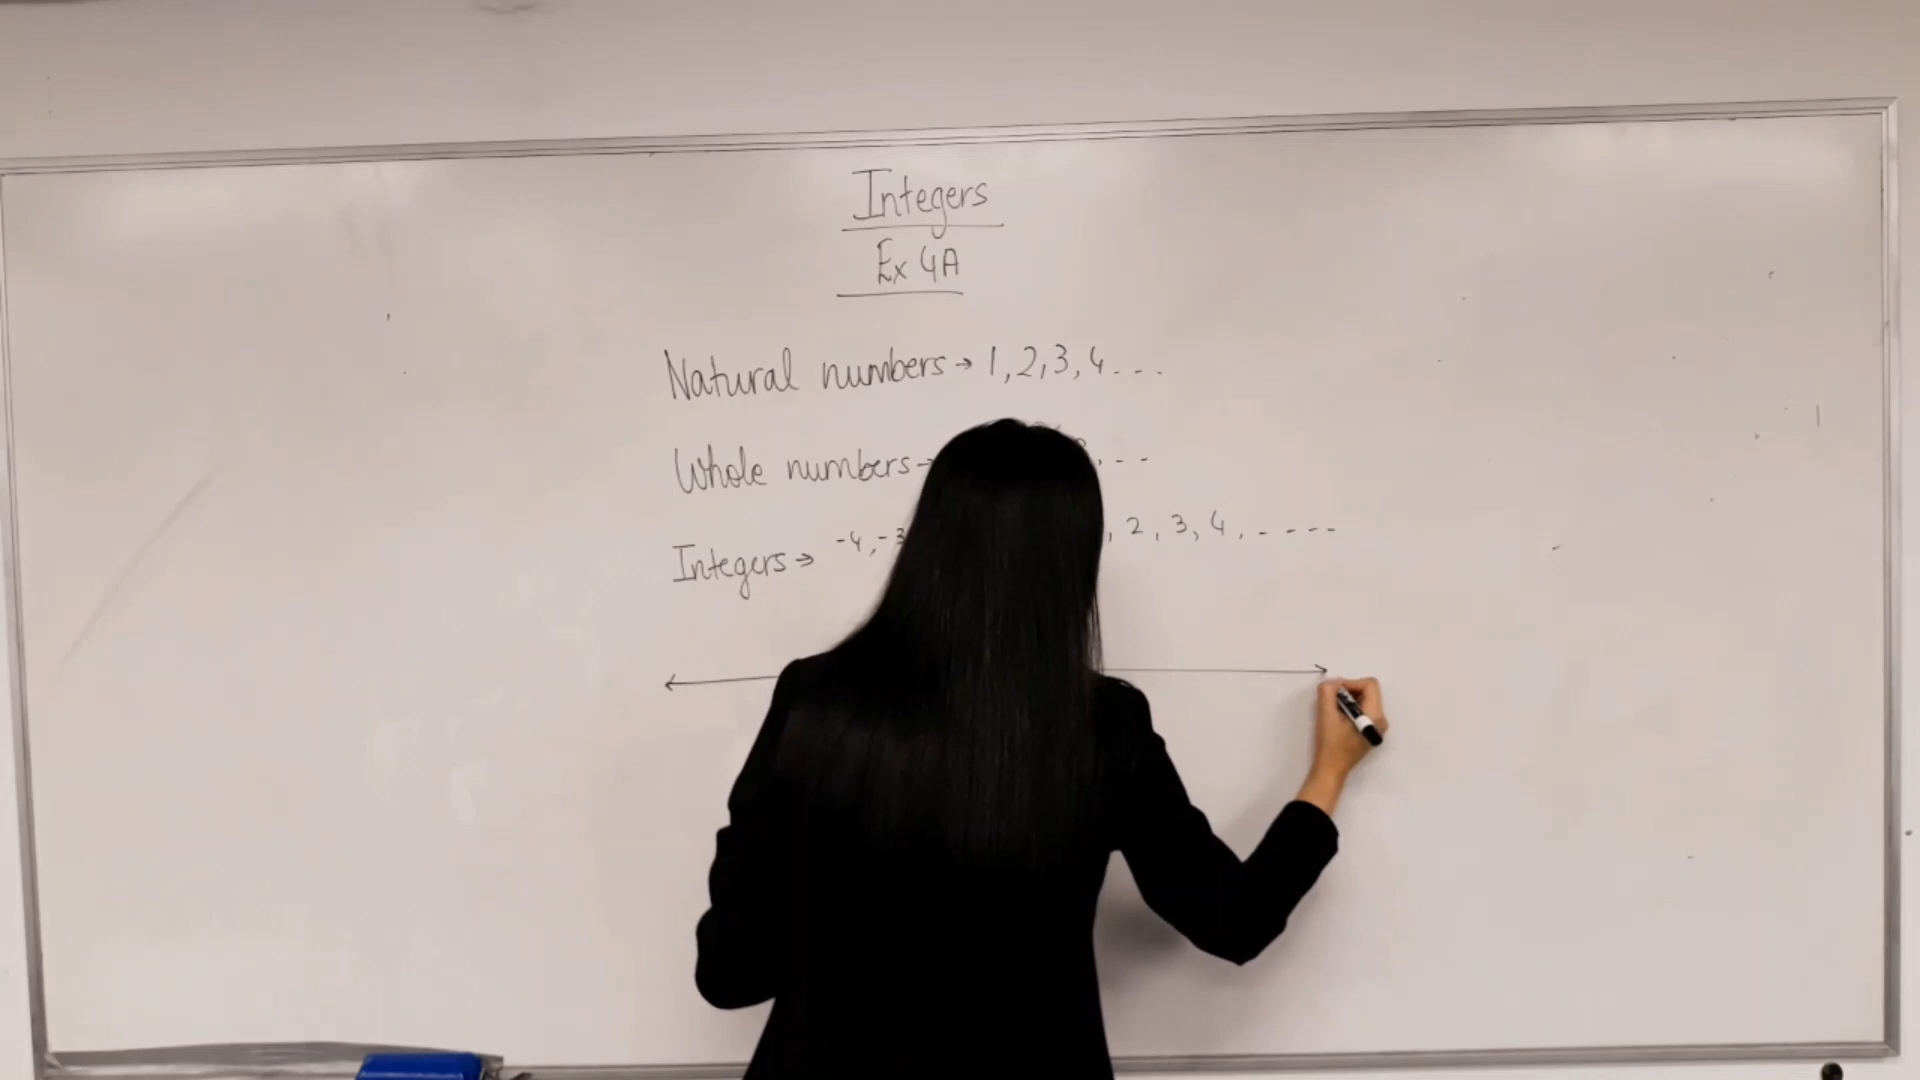 Integers
Ex 4A
Natural numbers → 1, 2, 3, 4 . . .
Whole numbers → , - -
Integers → -4, -3 , 2, 3, 4, - - - -